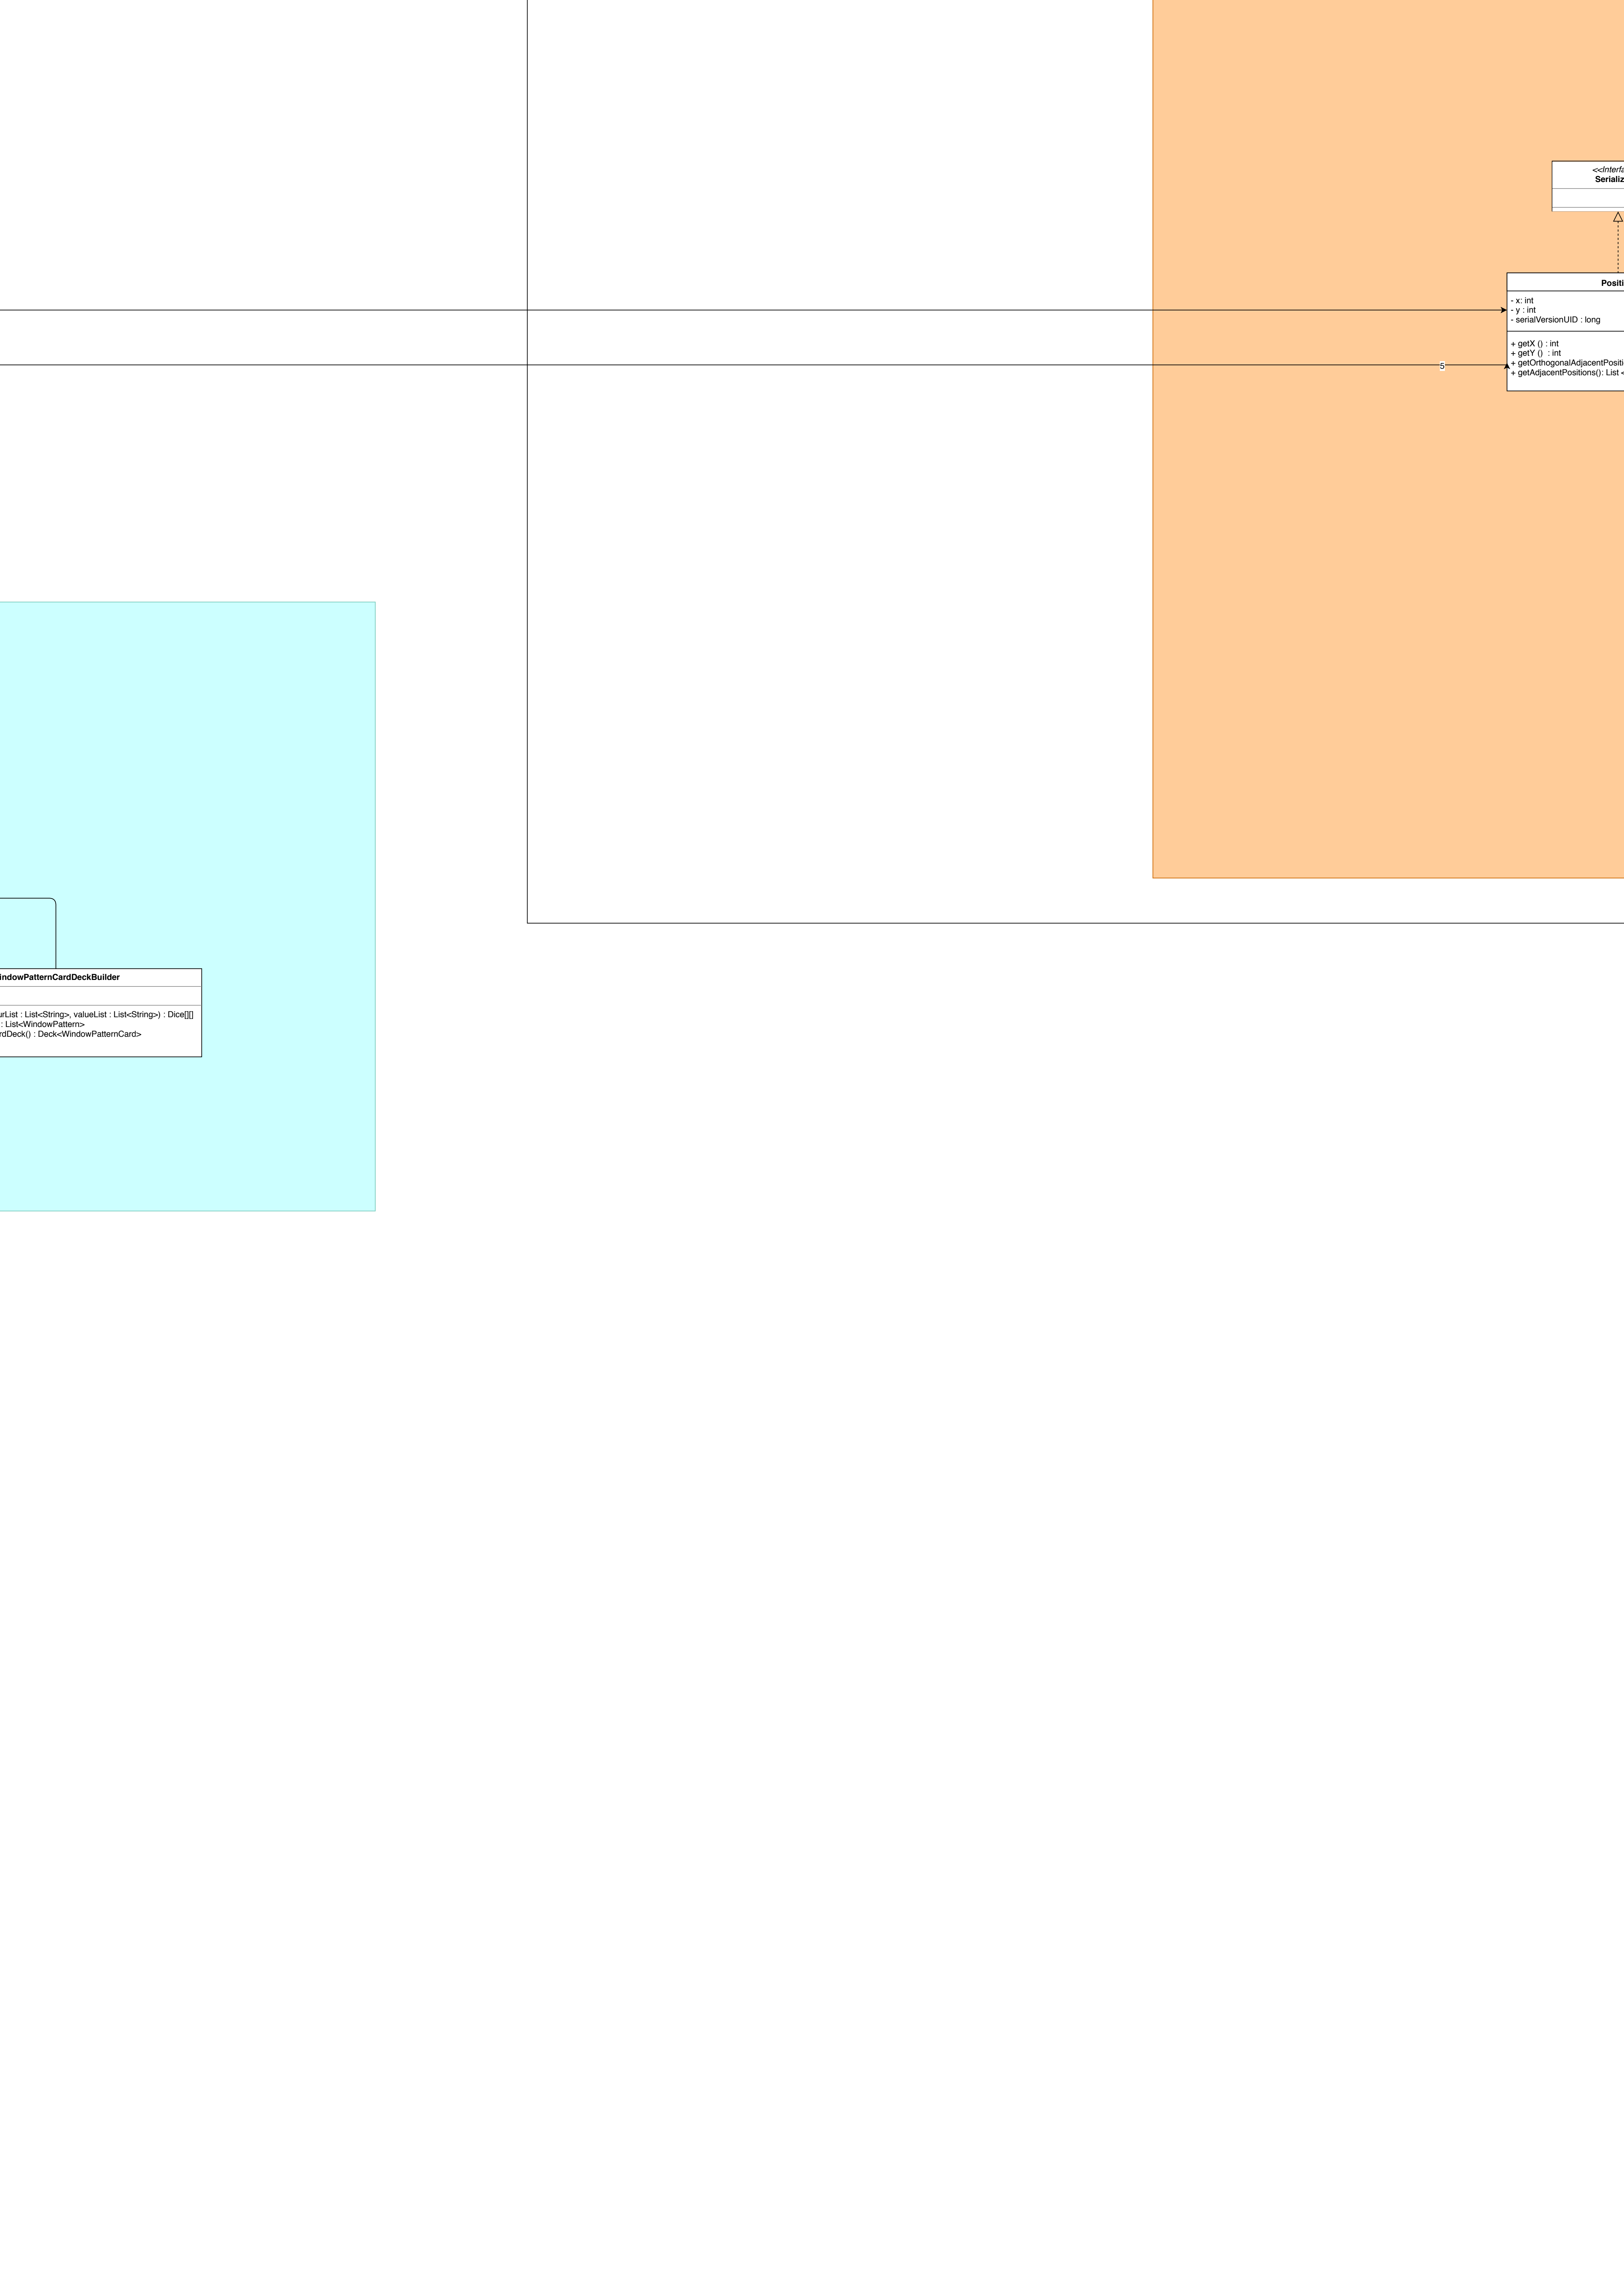 <<Interfa
Serializ
Positi
- x: int
- y : int
- serialVersionUID : long
+ getX () : int
+ getY () : int
+ getOrthogonalAdjacentPositi
+ getAdjacentPositions(): List <
5
indowPatternCardDeckBuilder
urList : List<String>, valueList : List<String>) : Dice[][]
: List<WindowPattern>
rdDeck() : Deck<WindowPatternCard>